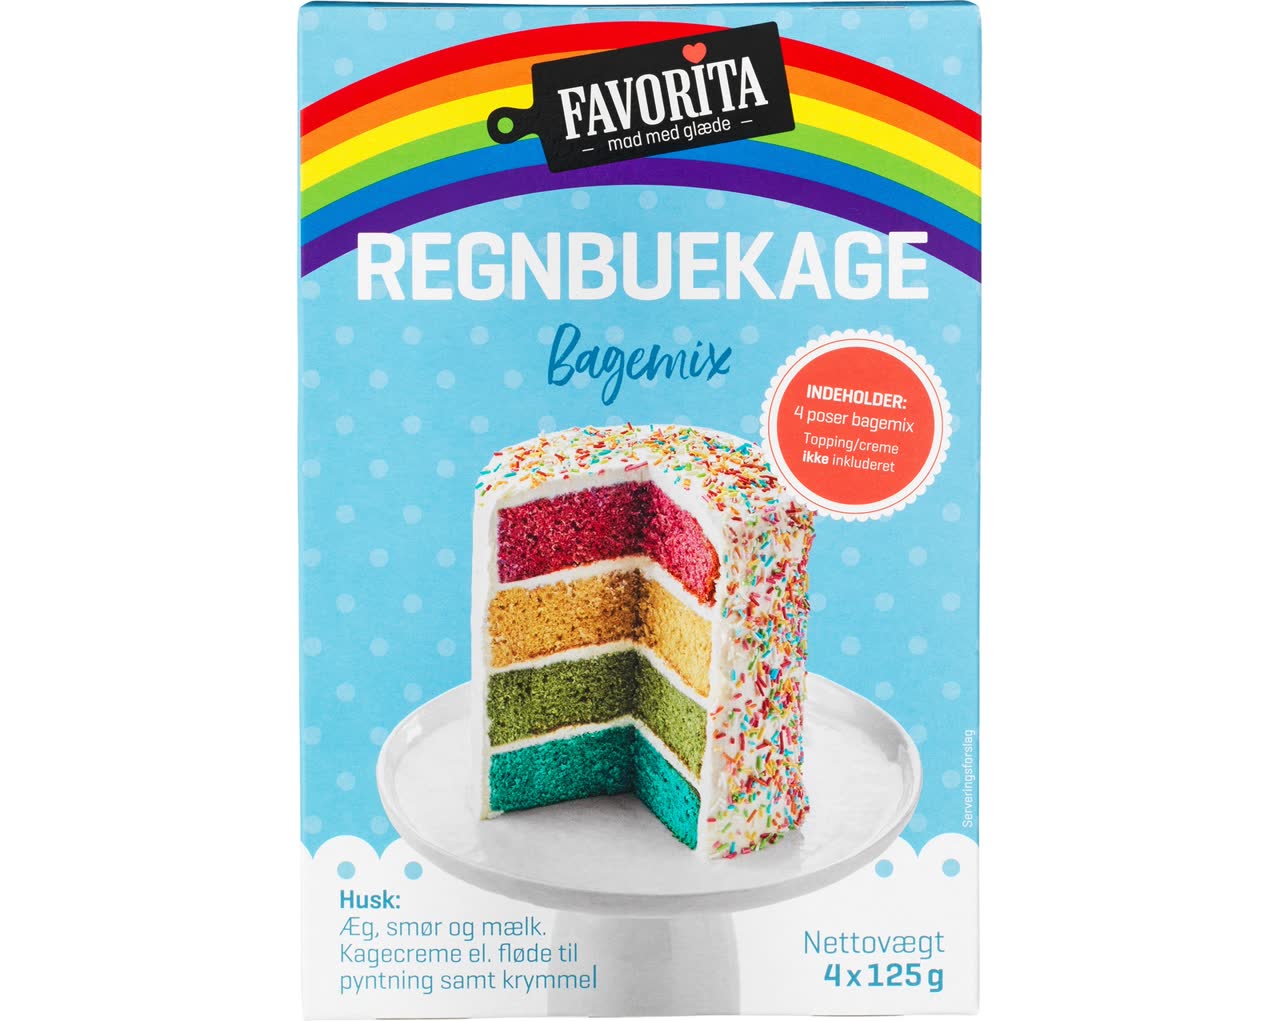 FAVORITA
– mad med glæde –
REGNBUEKAGE
Bagemix
INDEHOLDER:
4 poser bagemix
Topping/creme
ikke inkluderet
Serveringsforslag
Husk:
Æg, smør og mælk.
Kagecreme el. fløde til
pyntning samt krymmel
Nettovægt
4 x 125 g